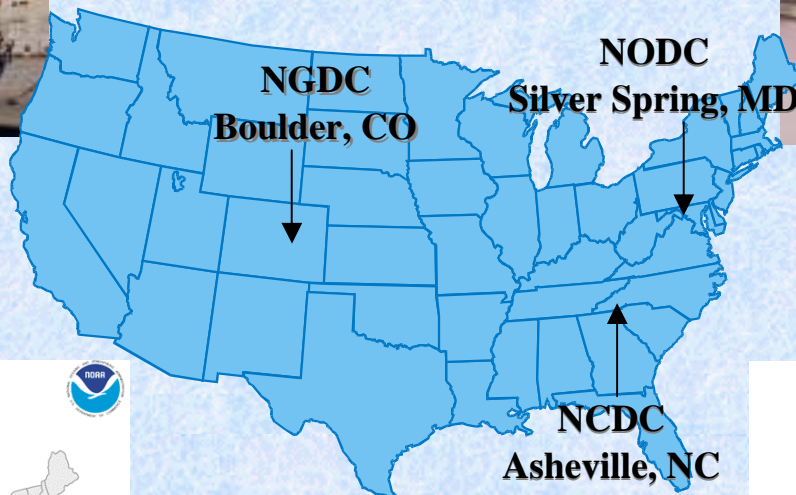 NGDC
Boulder, CO
NODC
Silver Spring, MD
NOAA
NCDC
Asheville, NC